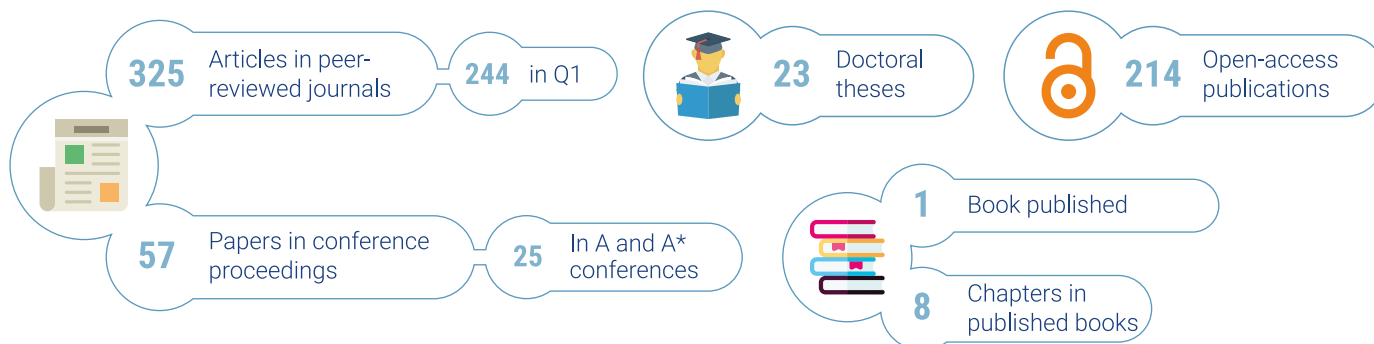 325
Articles in peer-
reviewed journals
244
in Q1
23
Doctoral
theses
214
Open-access
publications
57
Papers in conference
proceedings
25
In A and A*
conferences
1
Book published
8
Chapters in
published books